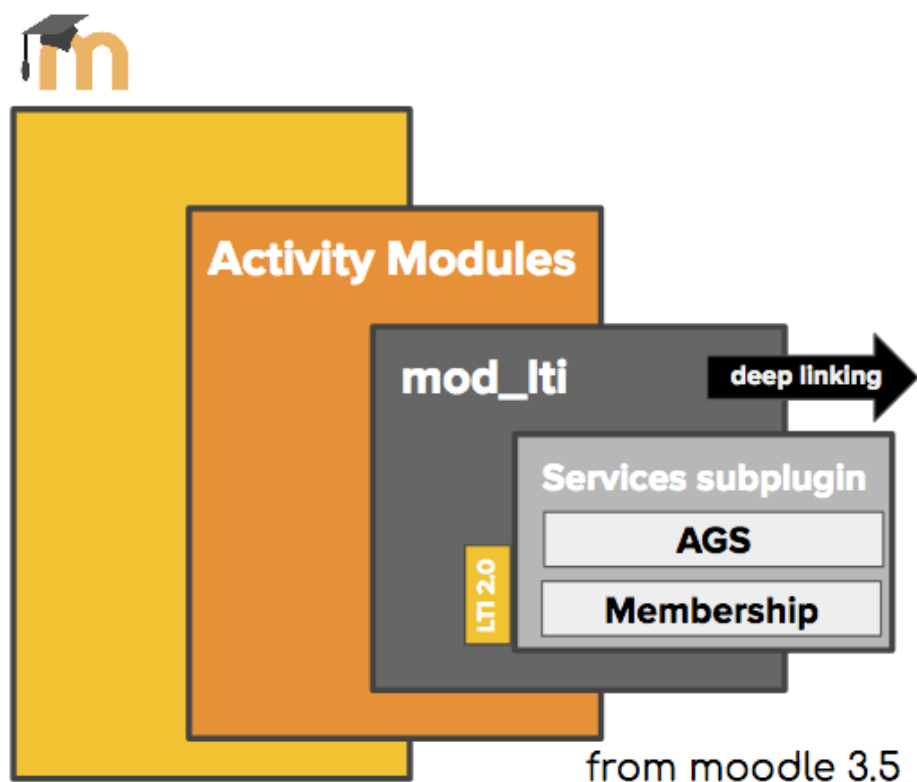 m
Activity Modules
mod_lti
deep linking
Services subplugin
AGS
LTI 2.0
Membership
from moodle 3.5